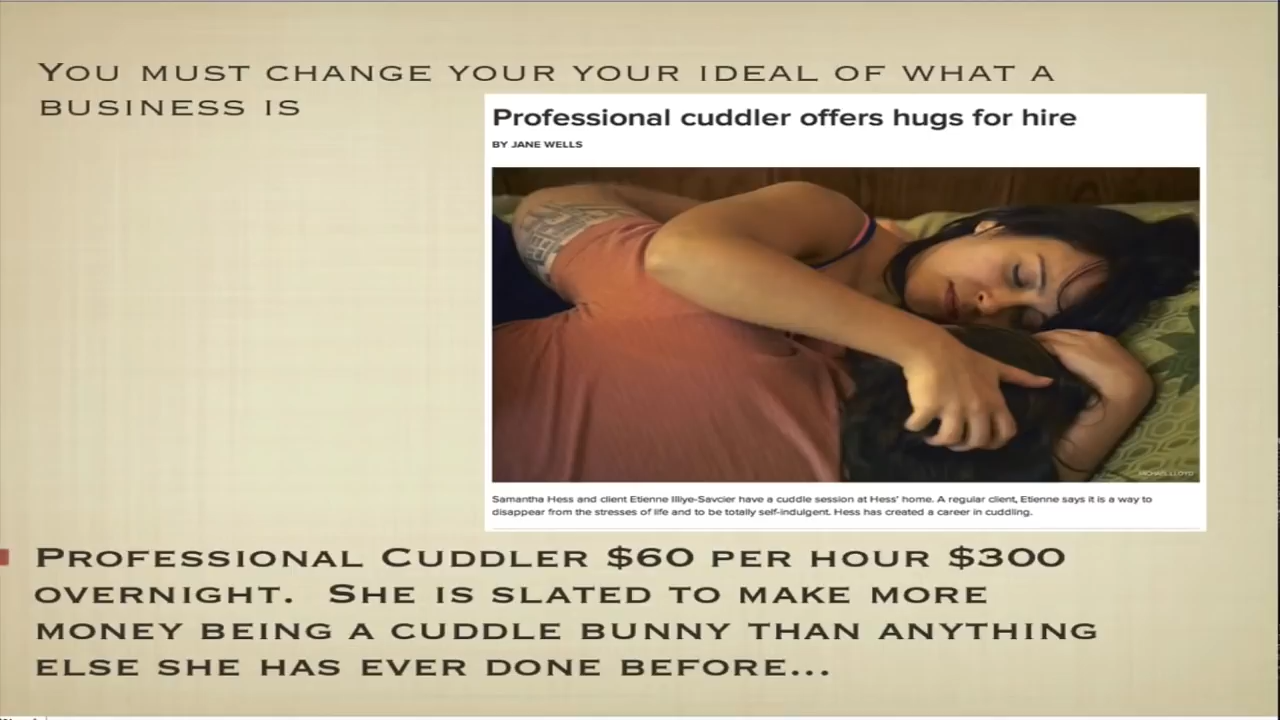 YOU MUST CHANGE YOUR YOUR IDEAL OF WHAT A
BUSINESS IS
Professional cuddler offers hugs for hire
BY JANE WELLS
MICHAEL LLOYD
Samantha Hess and client Etienne Illiye-Savcier have a cuddle session at Hess' home. A regular client, Etienne says it is a way to
disappear from the stresses of life and to be totally self-indulgent. Hess has created a career in cuddling.
PROFESSIONAL CUDDLER $60 PER HOUR $300
OVERNIGHT. SHE IS SLATED TO MAKE MORE
MONEY BEING A CUDDLE BUNNY THAN ANYTHING
ELSE SHE HAS EVER DONE BEFORE...